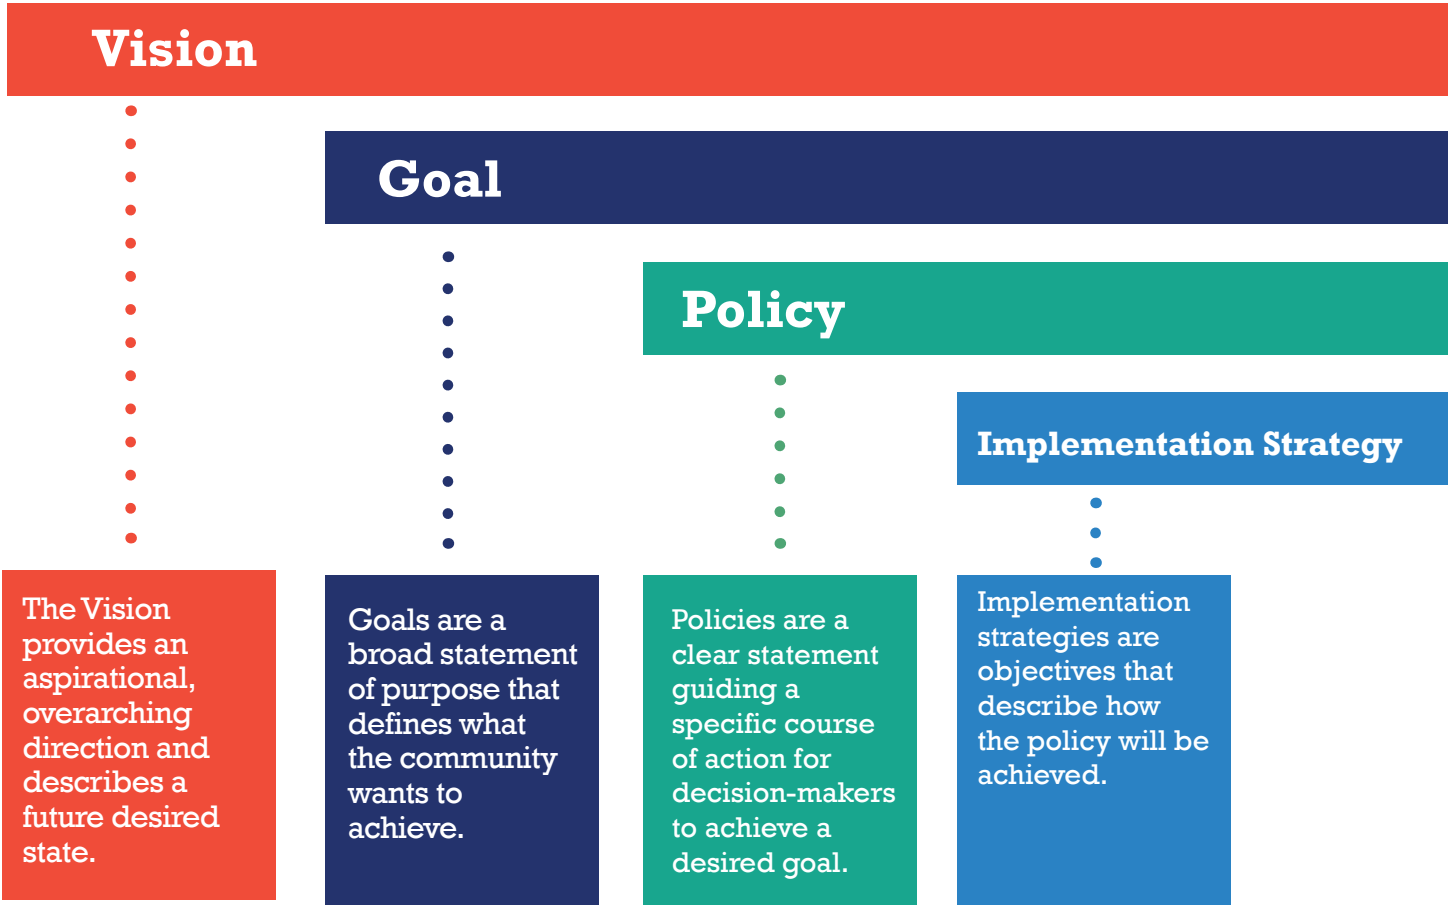 Vision
Goal
Policy
Implementation Strategy
The Vision
provides an
aspirational,
overarching
direction and
describes a
future desired
state.
Goals are a
broad statement
of purpose that
defines what
the community
wants to
achieve.
Policies are a
clear statement
guiding a
specific course
of action for
decision-makers
to achieve a
desired goal.
Implementation
strategies are
objectives that
describe how
the policy will be
achieved.